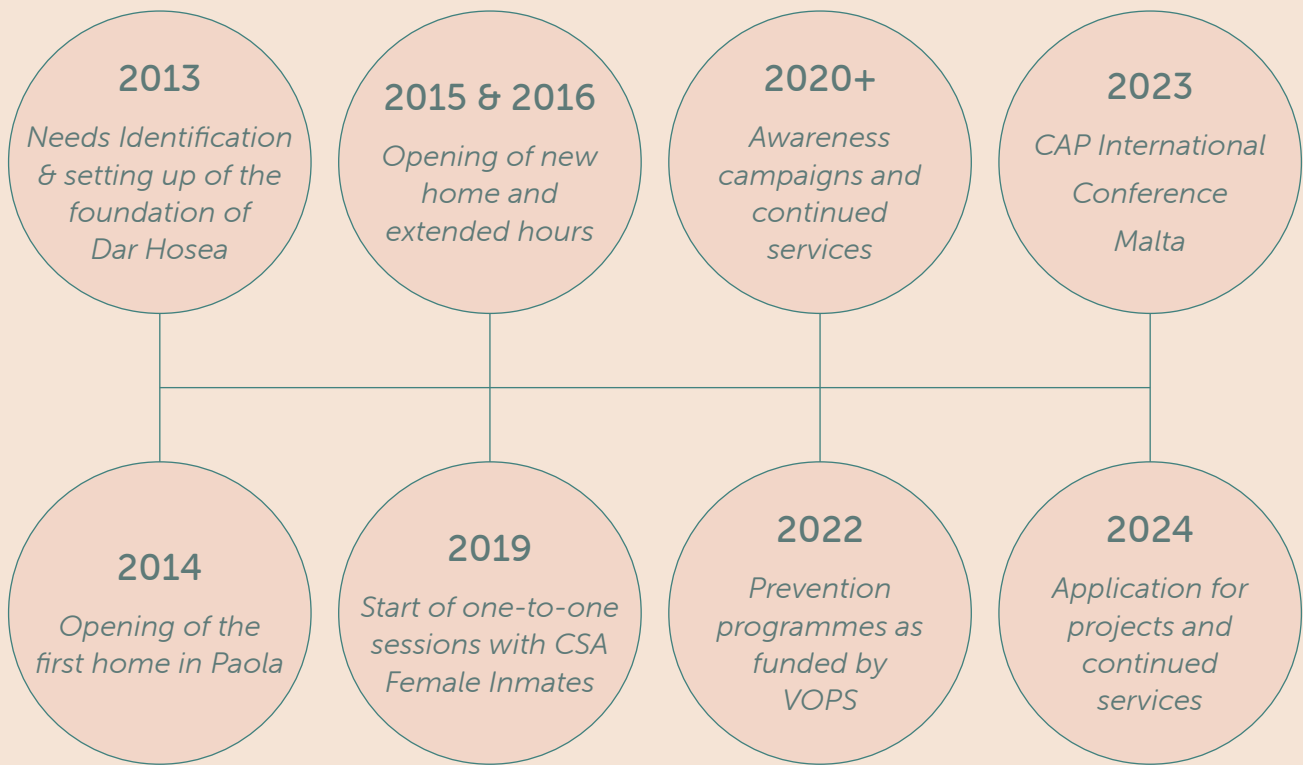 2013
Needs Identification
& setting up of the
foundation of
Dar Hosea
2015 & 2016
Opening of new
home and
extended hours
2020+
Awareness
campaigns and
continued
services
2023
CAP International
Conference
Malta
2014
Opening of the
first home in Paola
2019
Start of one-to-one
sessions with CSA
Female Inmates
2022
Prevention
programmes as
funded by
VOPS
2024
Application for
projects and
continued
services